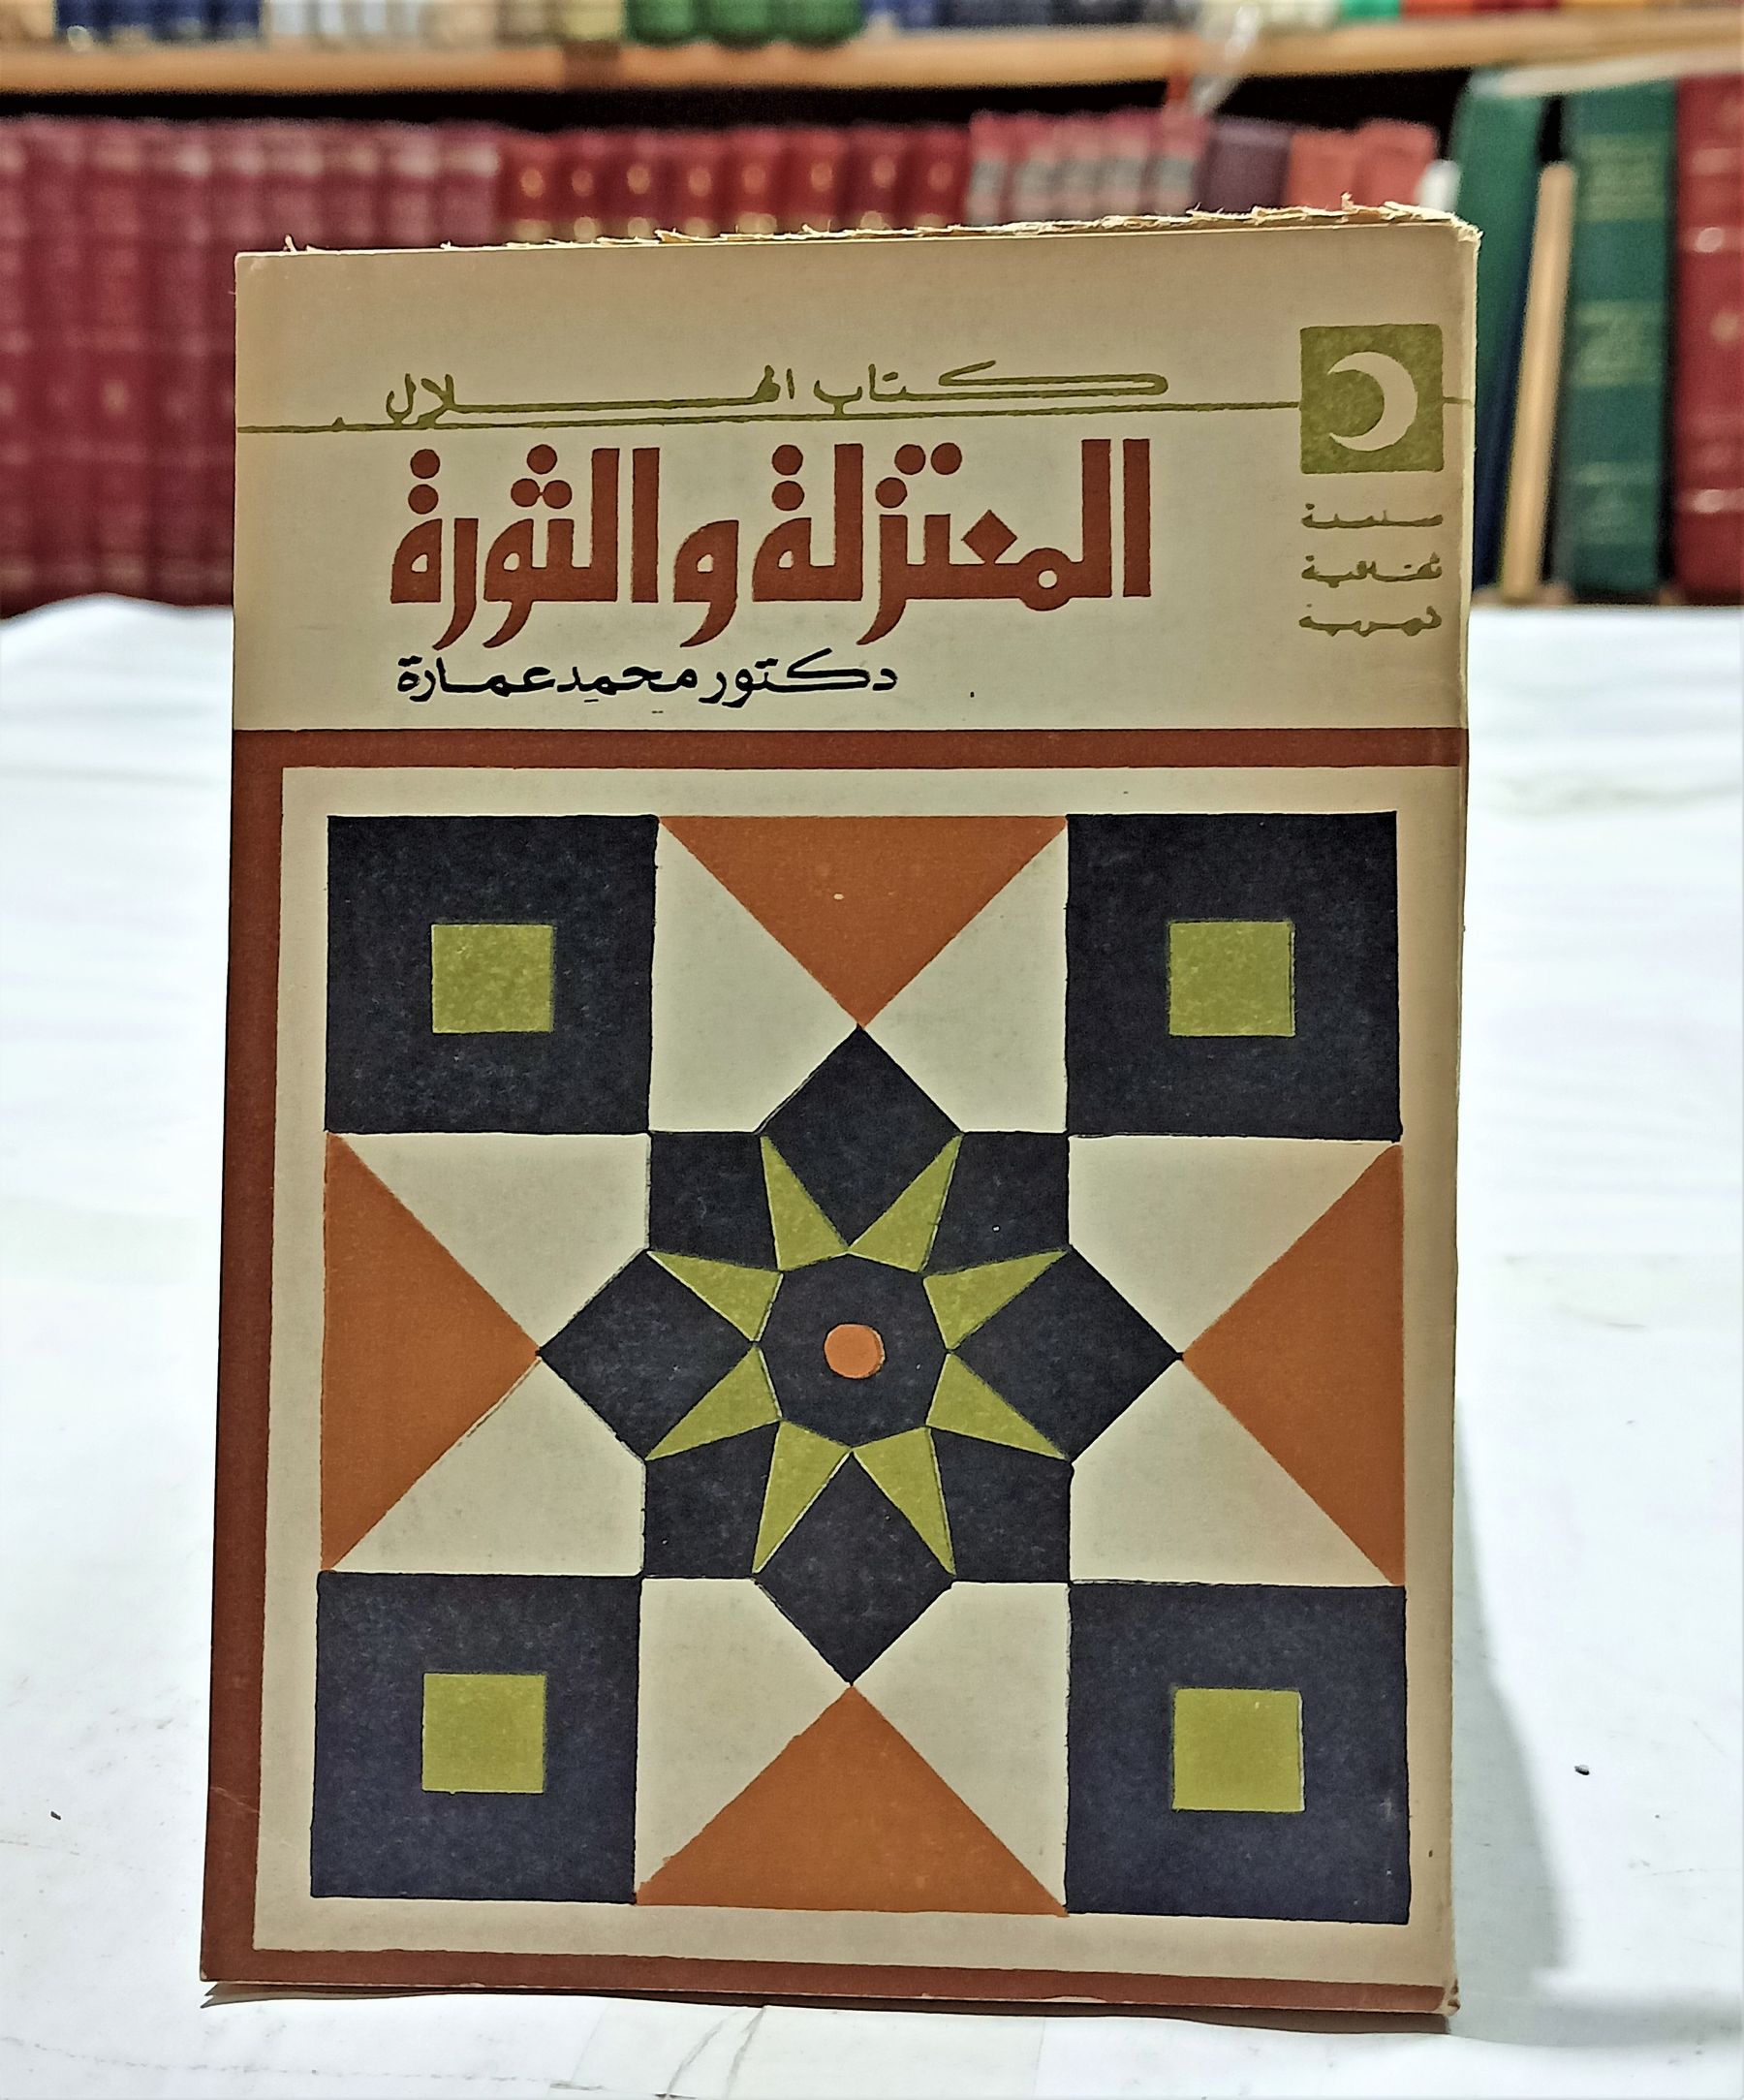 كتاب الهلال
المعتزلة والثورة
دكتور محمد عمارة
سلسلة
ثقافية
شهرية